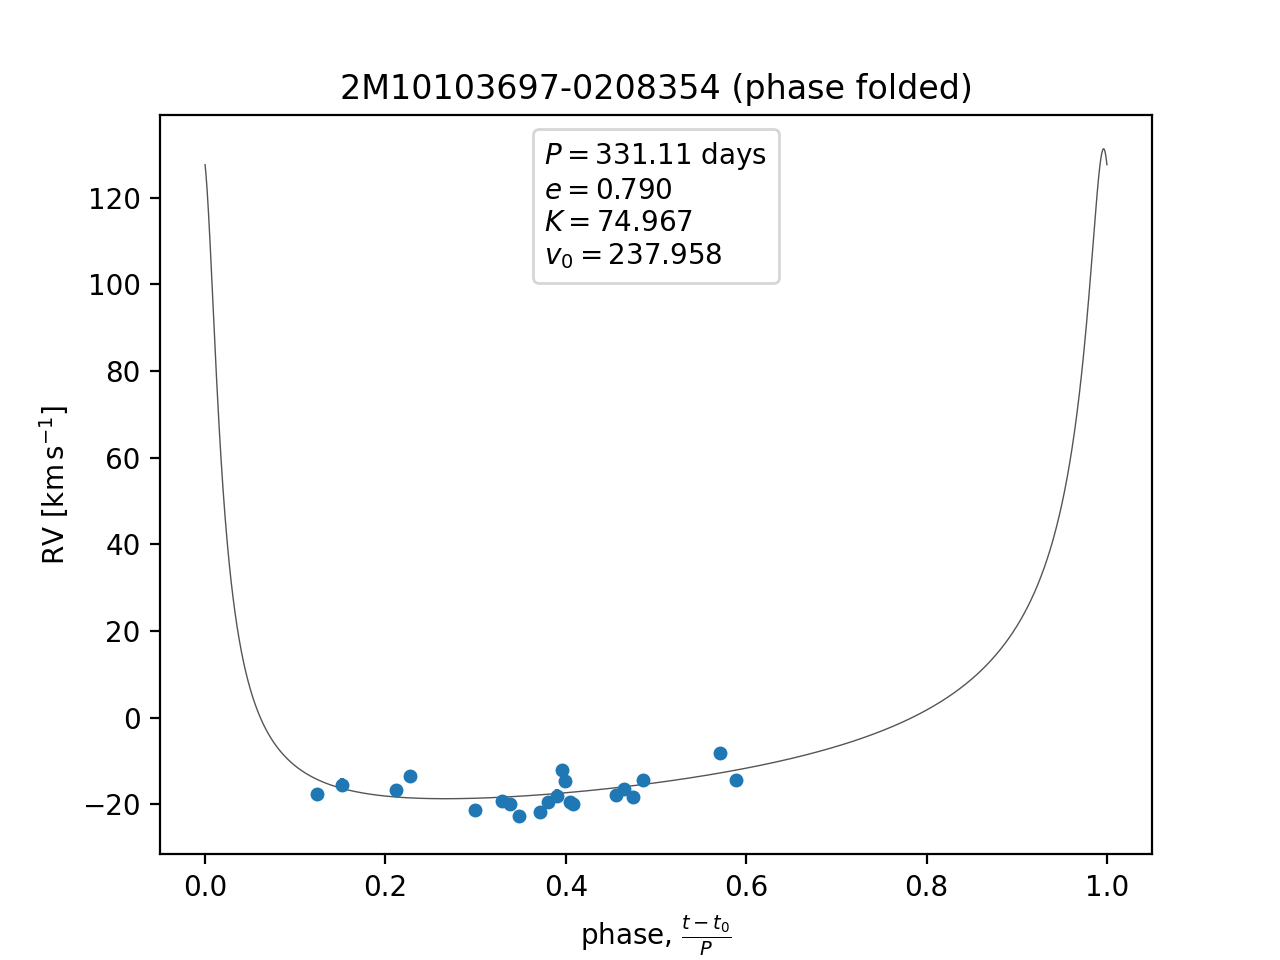 2M10103697-0208354 (phase folded)
P = 331.11 days
e = 0.790
K = 74.967
v₀ = 237.958
120
100
80
60
40
20
0
−20
RV [km s⁻¹]
0.0 0.2 0.4 0.6 0.8 1.0
phase, (t − t₀)/P